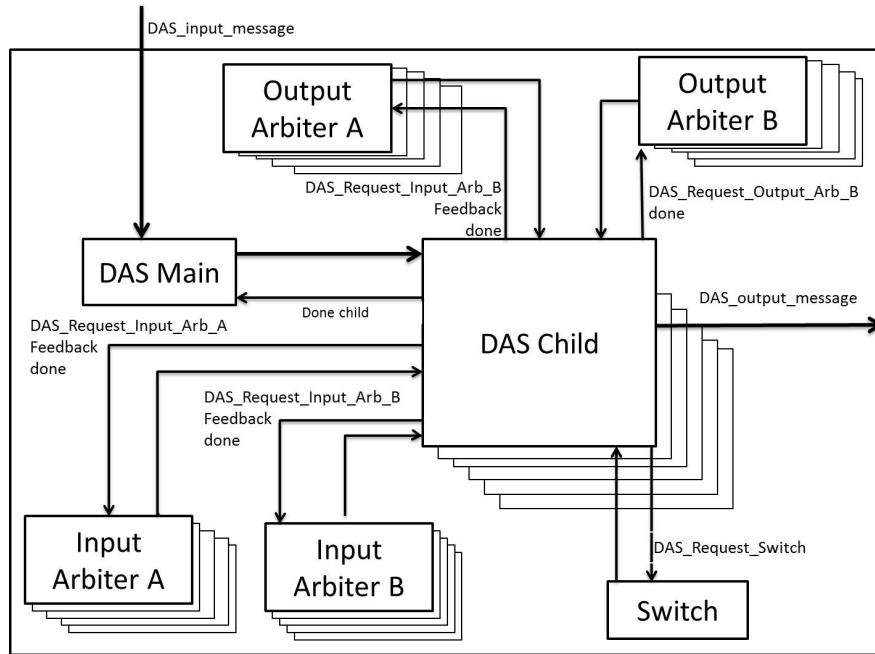 DAS_input_message
Output
Arbiter A
Output
Arbiter B
DAS_Request_Input_Arb_B
Feedback
done
DAS_Request_Output_Arb_B
done
DAS Main
DAS_output_message
Done child
DAS Child
DAS_Request_Input_Arb_A
Feedback
done
DAS_Request_Input_Arb_B
Feedback
done
Input
Arbiter A
Input
Arbiter B
DAS_Request_Switch
Switch